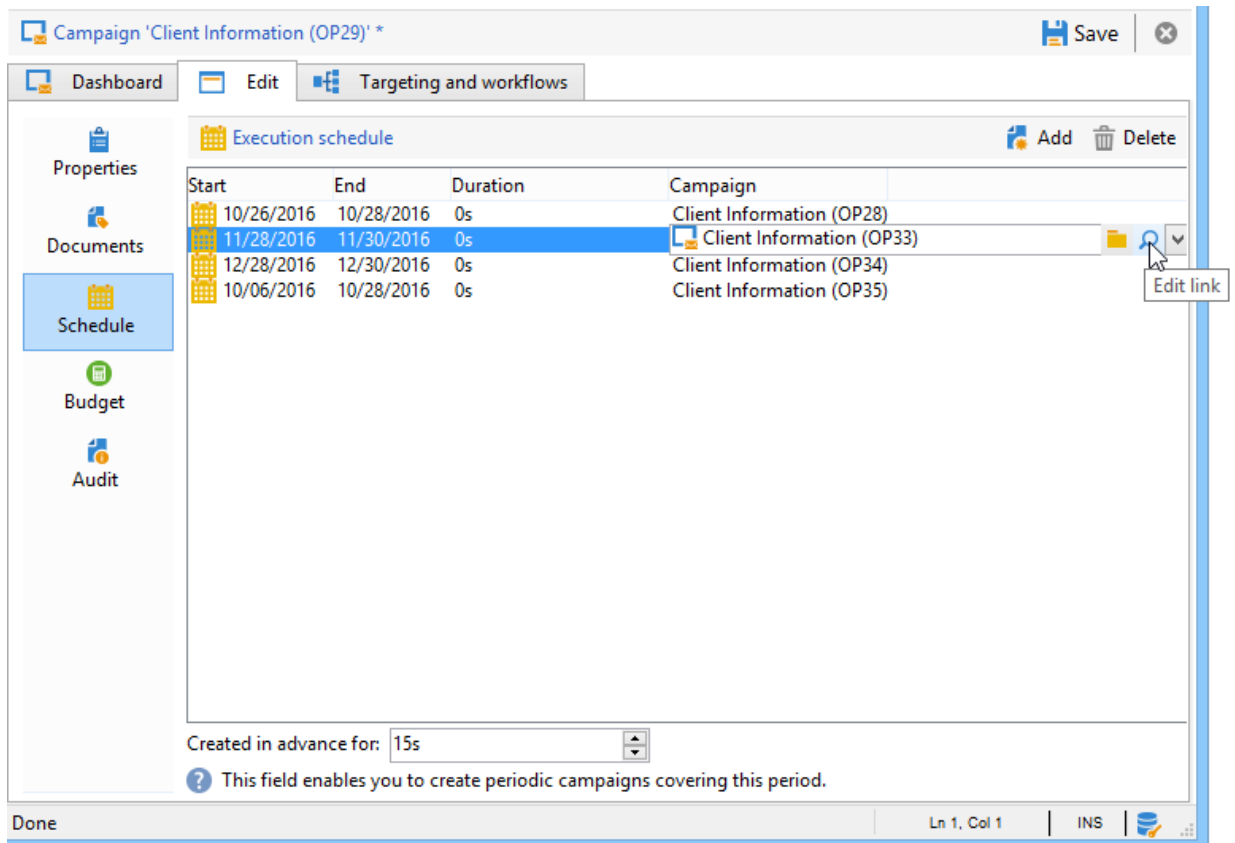 Campaign 'Client Information (OP29)' * Save
Dashboard Edit Targeting and workflows
Properties
Documents
Schedule
Budget
Audit
Execution schedule Add Delete
Start End Duration Campaign
10/26/2016 10/28/2016 0s Client Information (OP28)
11/28/2016 11/30/2016 0s Client Information (OP33)
12/28/2016 12/30/2016 0s Client Information (OP34)
10/06/2016 10/28/2016 0s Client Information (OP35)
Edit link
Created in advance for: 15s
? This field enables you to create periodic campaigns covering this period.
Done Ln 1, Col 1 INS